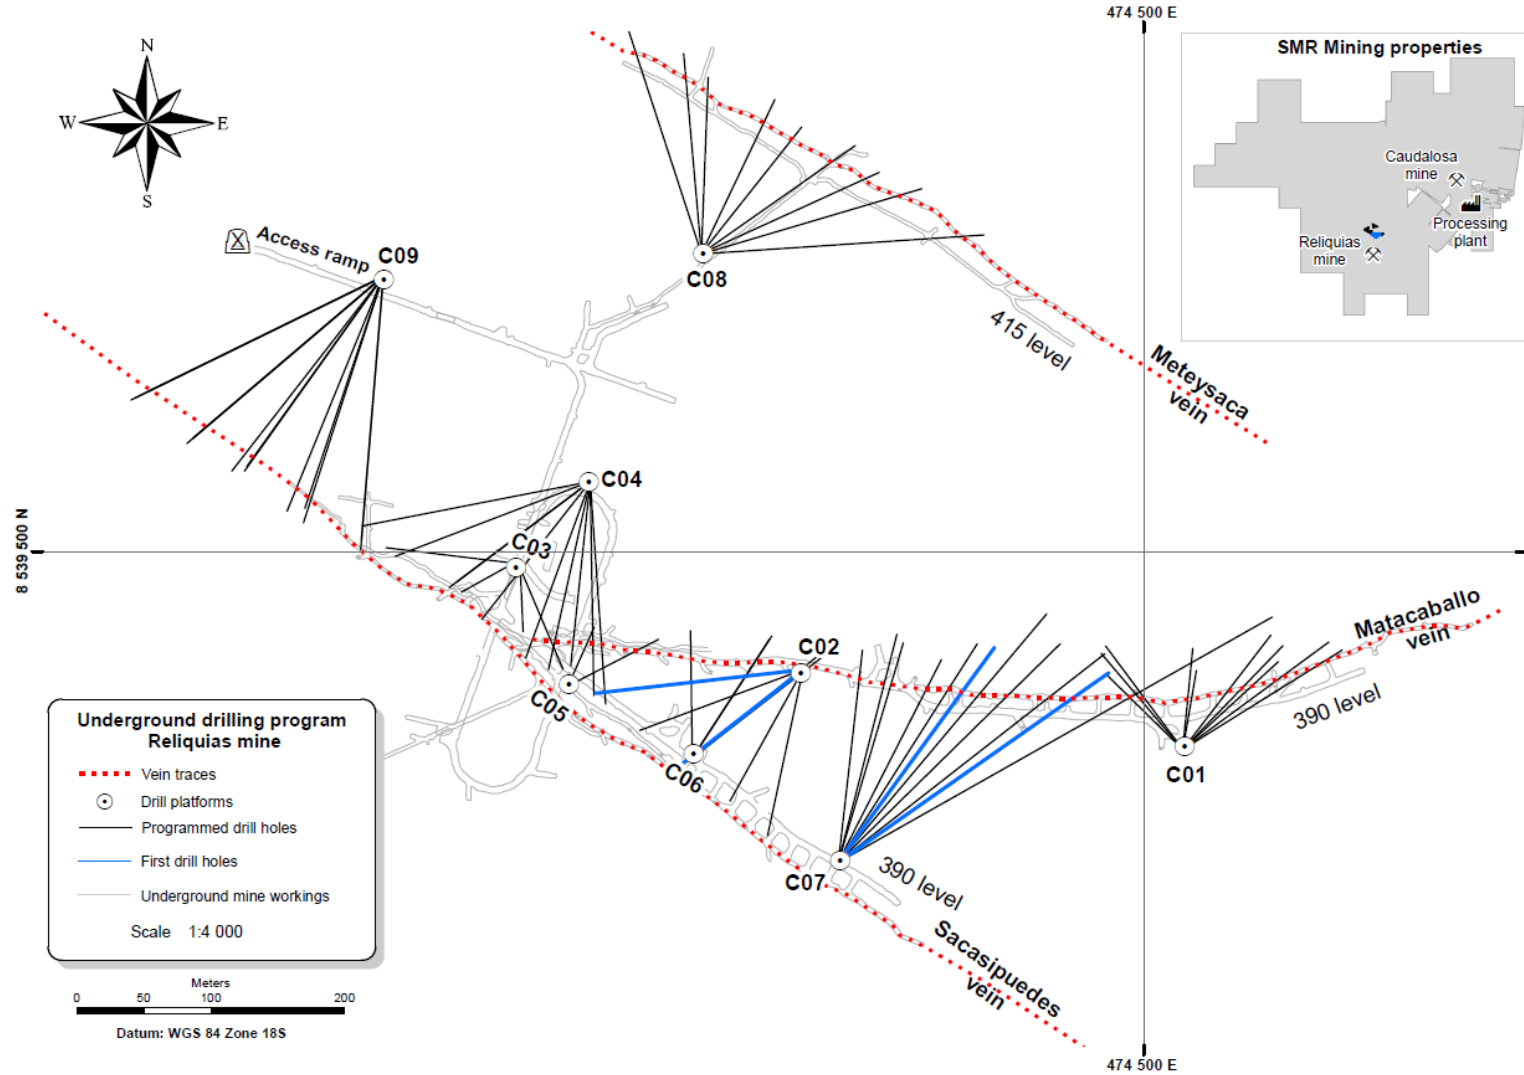 474 500 E
SMR Mining properties
Caudalosa
mine
Processing
plant
Reliquias
mine
N
W
E
S
Access ramp
C09
C08
415 level
Meteysaca
vein
C04
C03
8 539 500 N
Matacaballo
vein
C02
390 level
C01
C05
C06
C07
390 level
Sacasipuedes
vein
Underground drilling program
Reliquias mine
Vein traces
Drill platforms
Programmed drill holes
First drill holes
Underground mine workings
Scale 1:4 000
Meters
0 50 100 200
Datum: WGS 84 Zone 18S
474 500 E